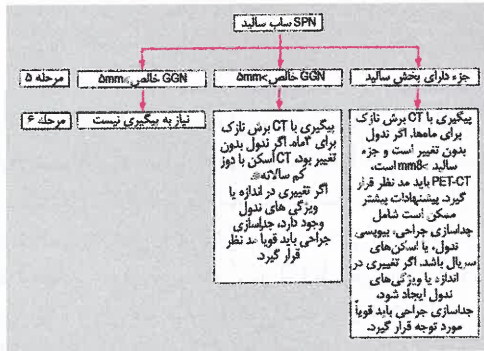 SPN ساب سالید
مرحله ۵
GGN خالص≤۵mm
GGN خالص>۵mm
جزء دارای بخش سالید
مرحله ۶
نیاز به پیگیری نیست
پیگیری با CT برش نازک
برای ۳ماه. اگر ندول بدون
تغییر بود، CT اسکن با دوز
کم سالانه
اگر تغییری در اندازه یا
ویژگی های ندول
وجود دارد، جداسازی
جراحی باید قویاً مد نظر
قرار گیرد.
پیگیری با CT برش نازک
برای ماهها. اگر ندول
بدون تغییر است و جزء
سالید >۸mm است،
PET-CT باید مد نظر قرار
گیرد. پیشنهادات بیشتر
ممکن است شامل
جداسازی جراحی، بیوپسی
ندول، یا اسکن‌های
سریال باشد. اگر تغییری در
اندازه یا ویژگی‌های
ندول ایجاد شود،
جداسازی جراحی باید قویاً
مورد توجه قرار گیرد.